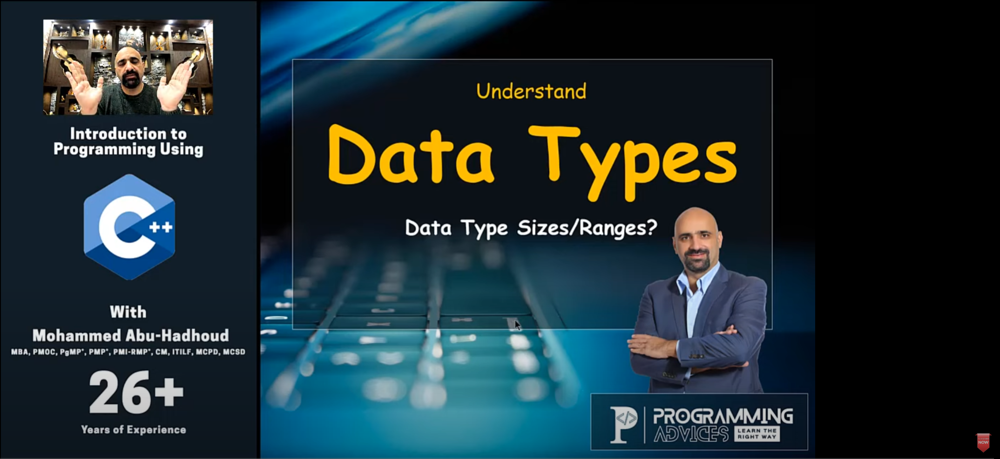 Introduction to
Programming Using
C++
With
Mohammed Abu-Hadhoud
MBA, PMOC, PgMP®, PMP®, PMI-RMP®, CM, ITILF, MCPD, MCSD
26+
Years of Experience
Understand
Data Types
Data Type Sizes/Ranges?
P </>
PROGRAMMING
ADVICES
LEARN THE
RIGHT WAY
NOW